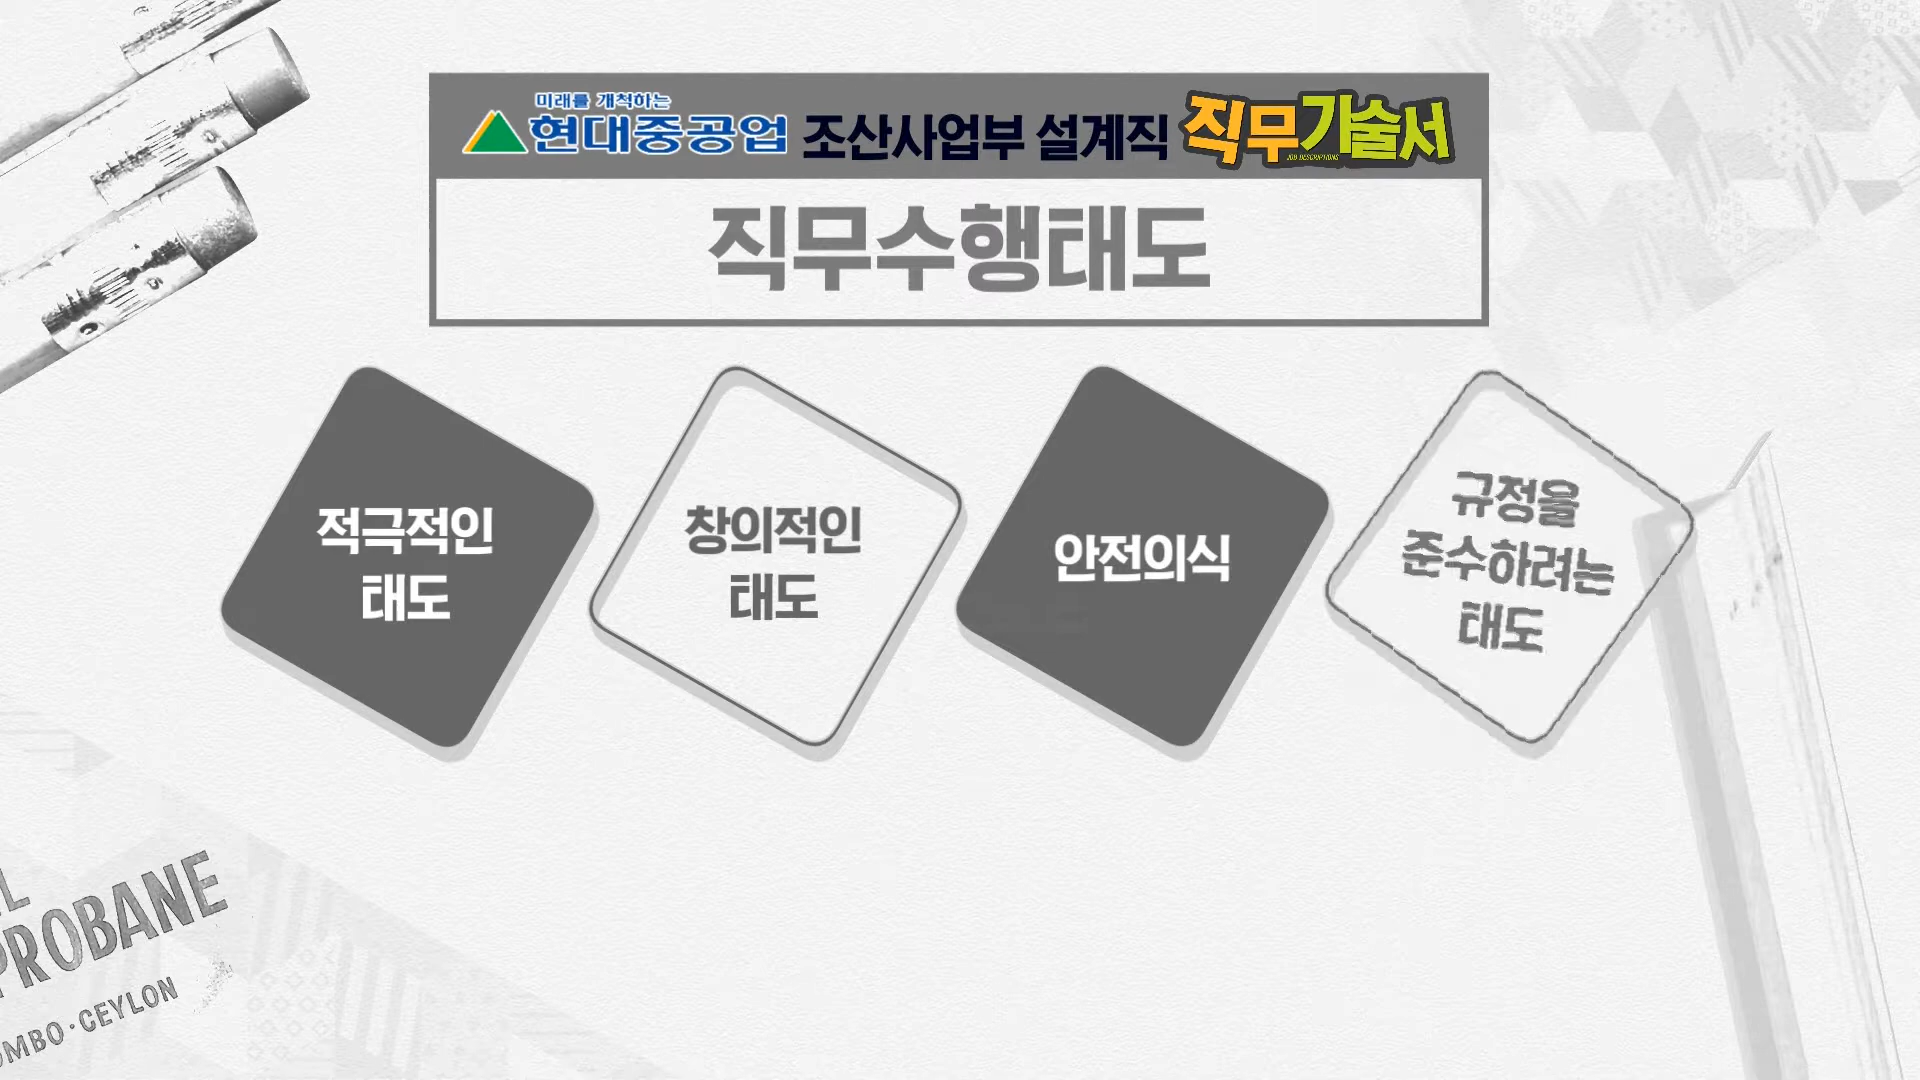 미래를 개척하는
현대중공업 조산사업부 설계직 직무기술서
JOB DESCRIPTIONS
직무수행태도
적극적인
태도
창의적인
태도
안전의식
규정을
준수하려는
태도
PROBANE
OMBO·CEYLON